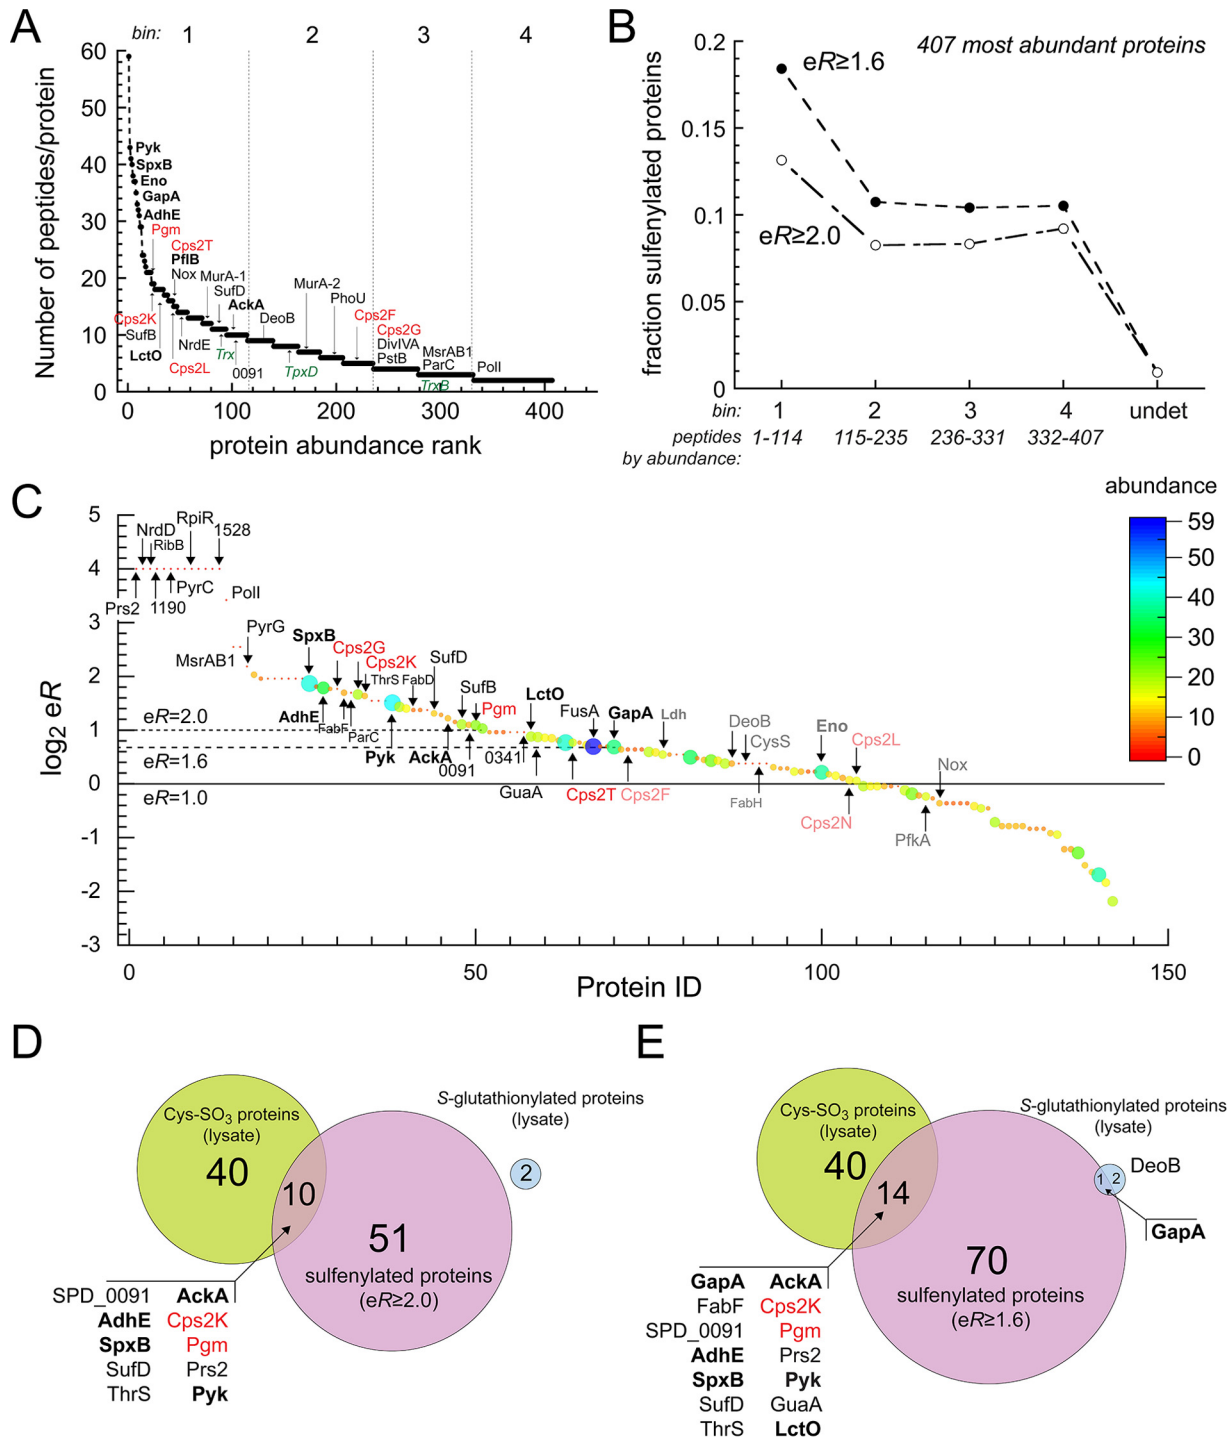 A
bin: 1 2 3 4
Number of peptides/protein
60
50
40
30
20
10
0
Pyk
SpxB
Eno
GapA
AdhE
Pgm
Cps2T
PflB
Nox
MurA-1
SufD
AckA
MurA-2
DeoB
PhoU
Cps2F
Cps2G
DivIVA
PstB
MsrAB1
ParC
TrxB
PolI
Cps2K
SufB
LctO
NrdE
Cps2L
Trx
0091
TpxD
0 100 200 300 400
protein abundance rank
B
407 most abundant proteins
fraction sulfenylated proteins
0.2
0.15
0.1
0.05
0
eR≥1.6
eR≥2.0
bin: 1 2 3 4 undet
peptides 1-114 115-235 236-331 332-407
by abundance:
C
abundance
59
50
40
30
20
10
0
log2 eR
5
4
3
2
1
0
-1
-2
-3
NrdD
RibB
RpiR
1528
Prs2
1190
PyrC
PolI
PyrG
MsrAB1
SpxB
Cps2G
Cps2K
ThrS
FabD
SufD
SufB
Pgm
LctO
FusA
GapA
Ldh
DeoB
CysS
Eno
Cps2L
Nox
AdhE
FabF
ParC
Pyk
AckA
0091
0341
GuaA
Cps2T
Cps2F
FabH
Cps2N
PfkA
eR=2.0
eR=1.6
eR=1.0
0 50 100 150
Protein ID
D
Cys-SO3 proteins
(lysate)
40
10
51
sulfenylated proteins
(eR≥2.0)
S-glutathionylated proteins
(lysate)
2
SPD_0091 AckA
AdhE Cps2K
SpxB Pgm
SufD Prs2
ThrS Pyk
E
Cys-SO3 proteins
(lysate)
40
14
70
sulfenylated proteins
(eR≥1.6)
S-glutathionylated proteins
(lysate)
1 2
DeoB
GapA
GapA AckA
FabF Cps2K
SPD_0091 Pgm
AdhE Prs2
SpxB Pyk
SufD GuaA
ThrS LctO